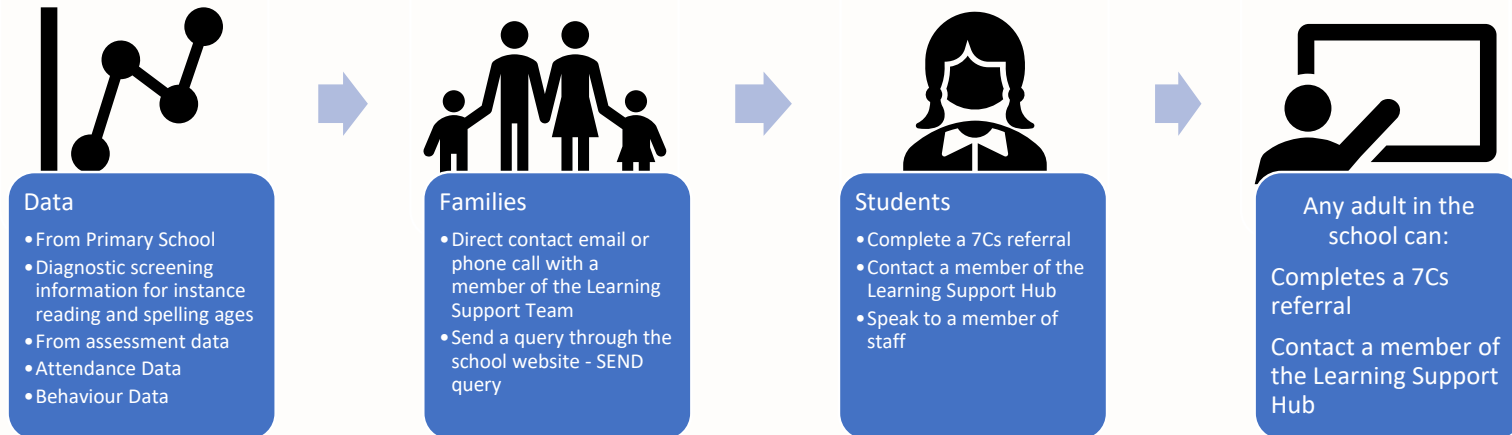 Data
•From Primary School
•Diagnostic screening
information for instance
reading and spelling ages
•From assessment data
•Attendance Data
•Behaviour Data
Families
•Direct contact email or
phone call with a
member of the Learning
Support Team
•Send a query through the
school website - SEND
query
Students
•Complete a 7Cs referral
•Contact a member of the
Learning Support Hub
•Speak to a member of
staff
Any adult in the
school can:
Completes a 7Cs
referral
Contact a member of
the Learning Support
Hub